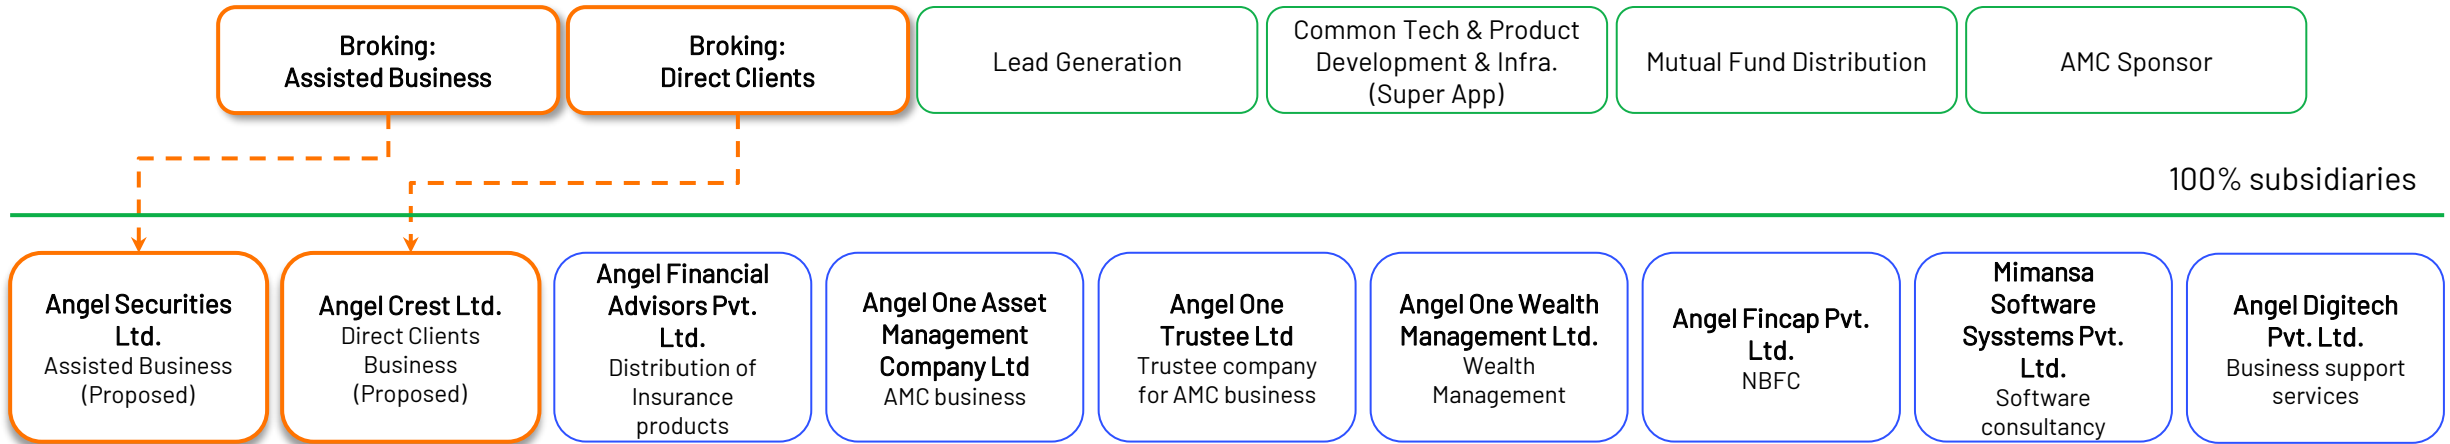 Broking:
Assisted Business
Broking:
Direct Clients
Lead Generation
Common Tech & Product
Development & Infra.
(Super App)
Mutual Fund Distribution
AMC Sponsor
100% subsidiaries
Angel Securities
Ltd.
Assisted Business
(Proposed)
Angel Crest Ltd.
Direct Clients
Business
(Proposed)
Angel Financial
Advisors Pvt.
Ltd.
Distribution of
Insurance
products
Angel One Asset
Management
Company Ltd
AMC business
Angel One
Trustee Ltd
Trustee company
for AMC business
Angel One Wealth
Management Ltd.
Wealth
Management
Angel Fincap Pvt.
Ltd.
NBFC
Mimansa
Software
Sysstems Pvt.
Ltd.
Software
consultancy
Angel Digitech
Pvt. Ltd.
Business support
services